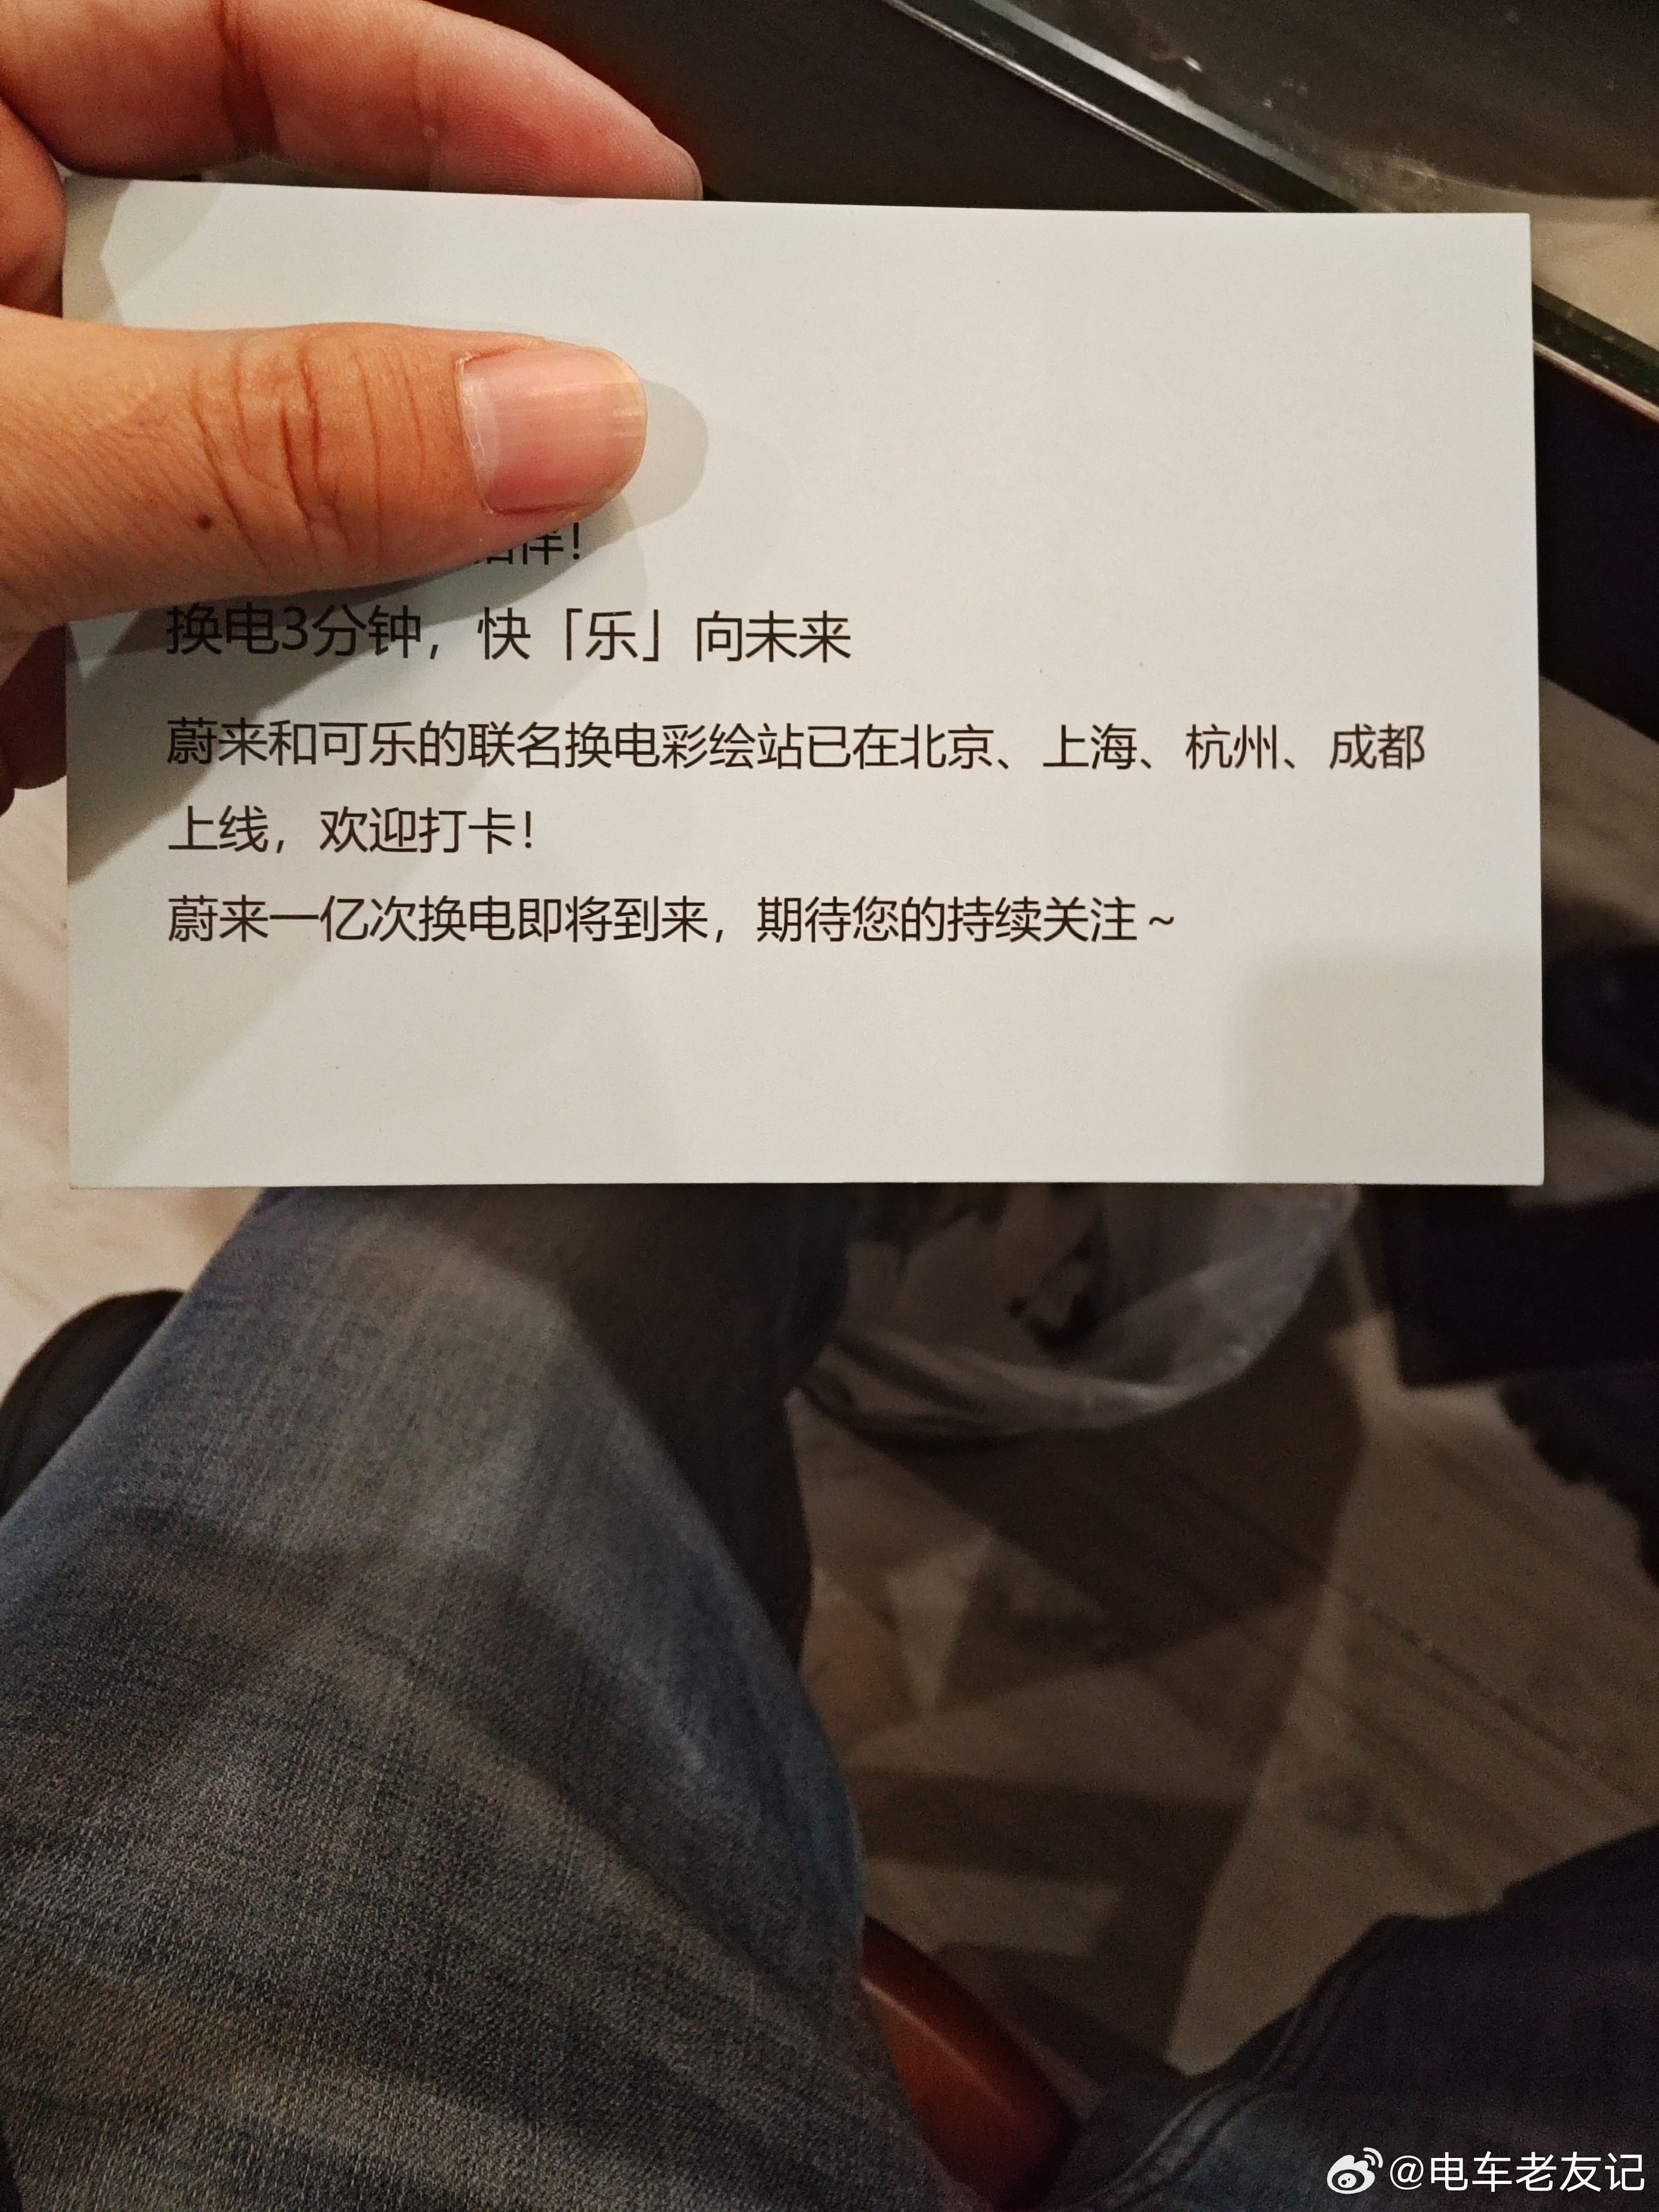 换电3分钟，快「乐」向未来
蔚来和可乐的联名换电彩绘站已在北京、上海、杭州、成都
上线，欢迎打卡！
蔚来一亿次换电即将到来，期待您的持续关注~
@电车老友记